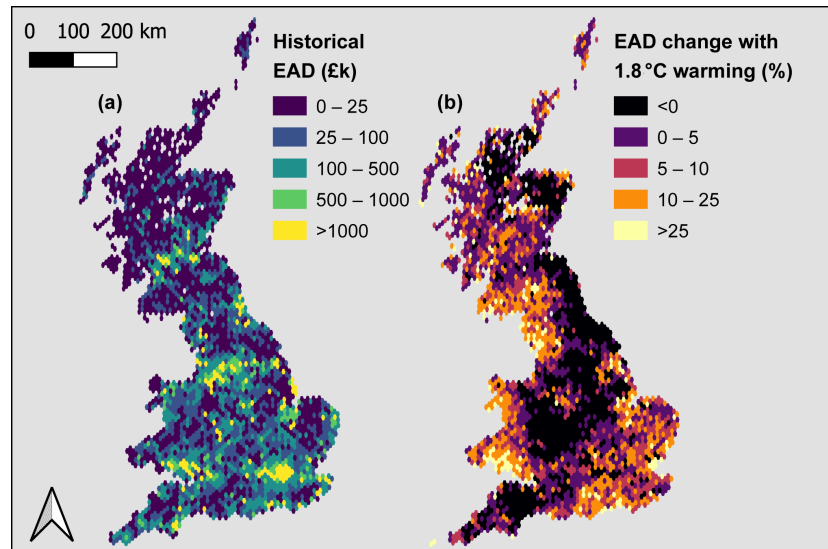 0 100 200 km
Historical
EAD (£k)
(a)
0 – 25
25 – 100
100 – 500
500 – 1000
>1000
EAD change with
1.8 °C warming (%)
(b)
<0
0 – 5
5 – 10
10 – 25
>25